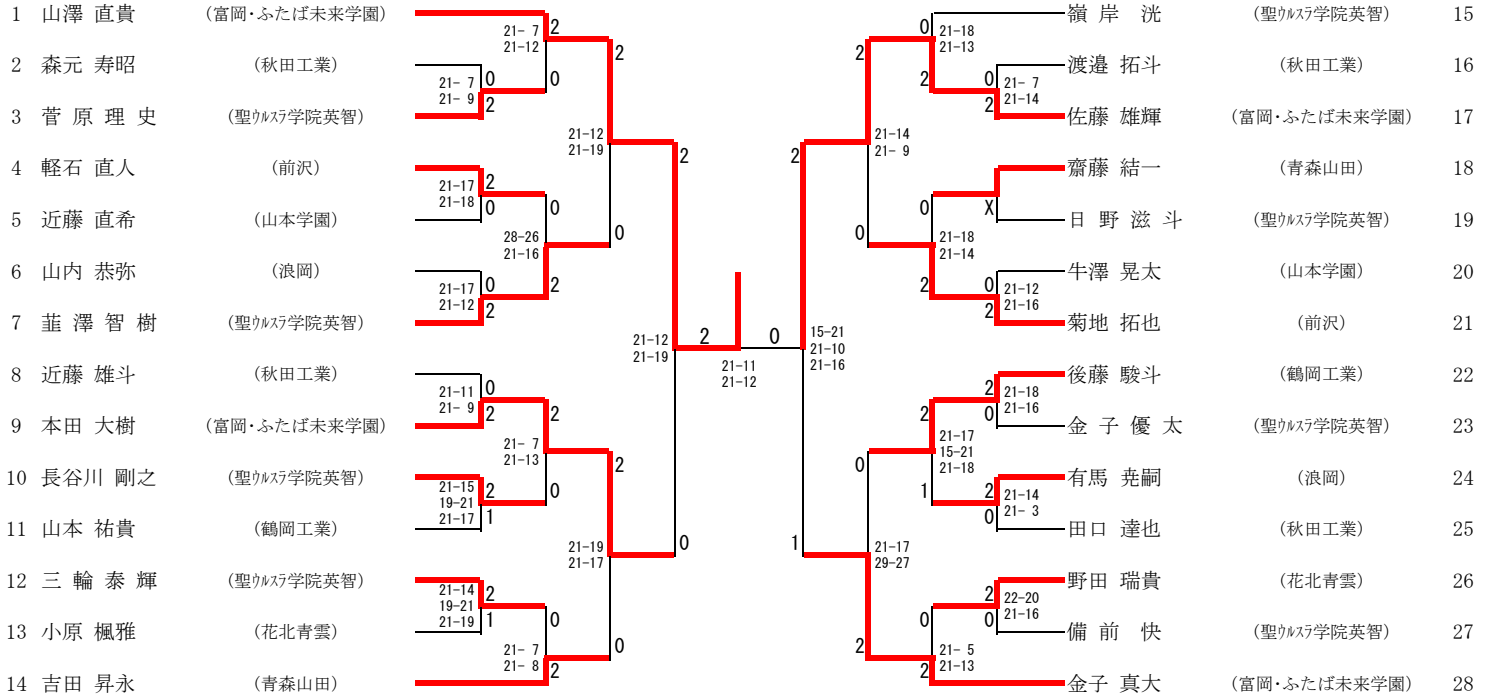 1 山澤 直貴 (富岡・ふたば未来学園) 2 0 嶺 岸 洸 (聖ｳﾙｽﾗ学院英智) 15
21- 7 21-18
21-12 2 2 21-13
2 森元 寿昭 (秋田工業) 0 0 2 0 渡邉 拓斗 (秋田工業) 16
21- 7 21- 7
21- 9 2 2 21-14
3 菅 原 理 史 (聖ｳﾙｽﾗ学院英智) 佐藤 雄輝 (富岡・ふたば未来学園) 17
21-12 21-14
21-19 2 2 21- 9
4 軽石 直人 (前沢) 2 齋藤 結一 (青森山田) 18
21-17
21-18 0 0 0 X
5 近藤 直希 (山本学園) 0 0 日 野 滋 斗 (聖ｳﾙｽﾗ学院英智) 19
28-26 21-18
21-16 21-14
6 山内 恭弥 (浪岡) 0 2 2 0 牛澤 晃太 (山本学園) 20
21-17 21-12
21-12 2 2 21-16
7 韮 澤 智 樹 (聖ｳﾙｽﾗ学院英智) 菊地 拓也 (前沢) 21
21-12 2 0 15-21
21-19 21-11 21-10
21-12 21-16
8 近藤 雄斗 (秋田工業) 0 2 後藤 駿斗 (鶴岡工業) 22
21-11 21-18
21- 9 2 2 2 0 21-16
9 本田 大樹 (富岡・ふたば未来学園) 金 子 優 太 (聖ｳﾙｽﾗ学院英智) 23
21- 7 21-17
21-13 2 0 15-21
21-18
10 長谷川 剛之 (聖ｳﾙｽﾗ学院英智) 2 0 1 2 有馬 尭嗣 (浪岡) 24
21-15 21-14
19-21 21- 3
21-17 1 0
11 山本 祐貴 (鶴岡工業) 田口 達也 (秋田工業) 25
21-19 0 1 21-17
21-17 29-27
12 三 輪 泰 輝 (聖ｳﾙｽﾗ学院英智) 2 2 野田 瑞貴 (花北青雲) 26
21-14 22-20
19-21 21-16
21-19 1 0 0 0
13 小原 楓雅 (花北青雲) 0 2 備 前 快 (聖ｳﾙｽﾗ学院英智) 27
21- 7 21- 5
21- 8 2 2 21-13
14 吉田 昇永 (青森山田) 金子 真大 (富岡・ふたば未来学園) 28